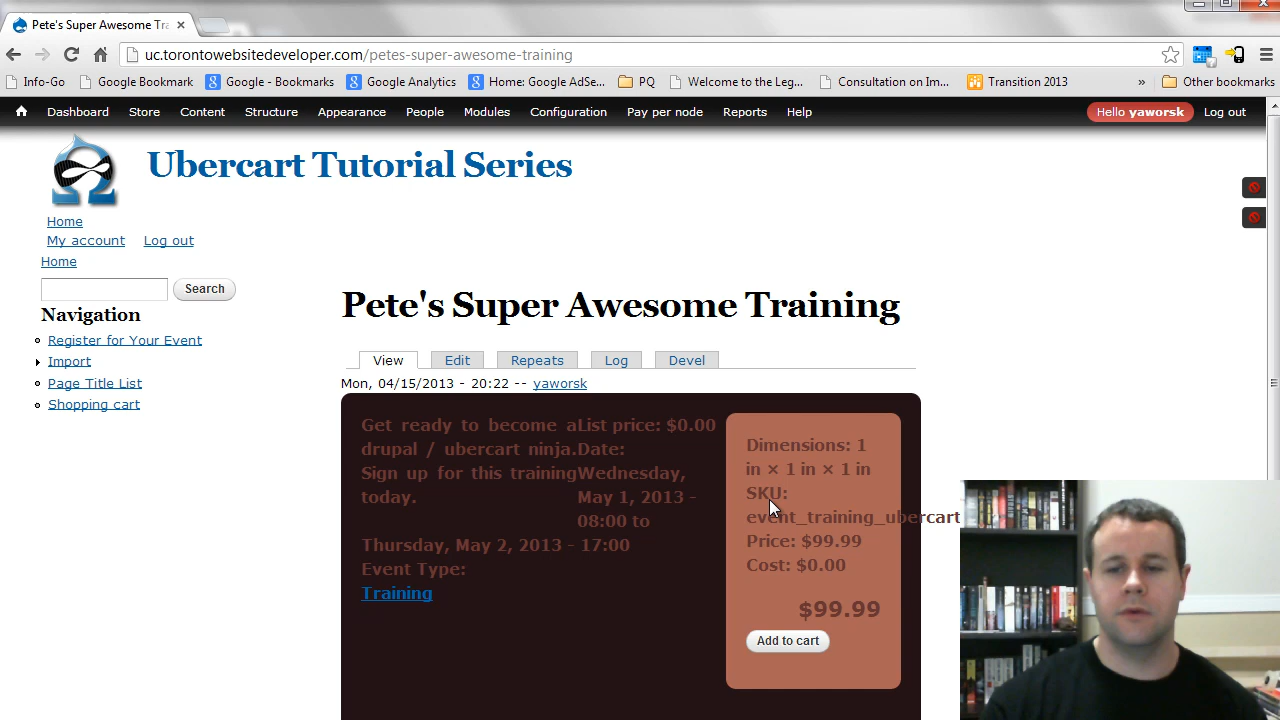 Pete's Super Awesome Tra
uc.torontowebsitedeveloper.com/petes-super-awesome-training
Info-Go Google Bookmark Google - Bookmarks Google Analytics Home: Google AdSe... PQ Welcome to the Leg... Consultation on Im... Transition 2013 » Other bookmarks
Dashboard Store Content Structure Appearance People Modules Configuration Pay per node Reports Help Hello yaworsk Log out
Ubercart Tutorial Series
Home
My account Log out
Home
Search
Navigation
Register for Your Event
Import
Page Title List
Shopping cart
Pete's Super Awesome Training
View Edit Repeats Log Devel
Mon, 04/15/2013 - 20:22 -- yaworsk
Get ready to become a
drupal / ubercart ninja.
Sign up for this training
today.
List price: $0.00
Date:
Wednesday,
May 1, 2013 -
08:00 to
Thursday, May 2, 2013 - 17:00
Event Type:
Training
Dimensions: 1
in × 1 in × 1 in
SKU:
event_training_ubercart
Price: $99.99
Cost: $0.00
$99.99
Add to cart